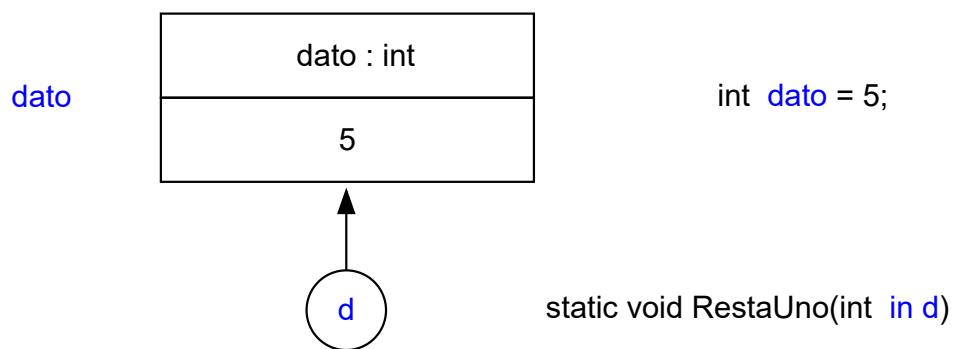 dato : int
dato
int dato = 5;
5
d
static void RestaUno(int in d)